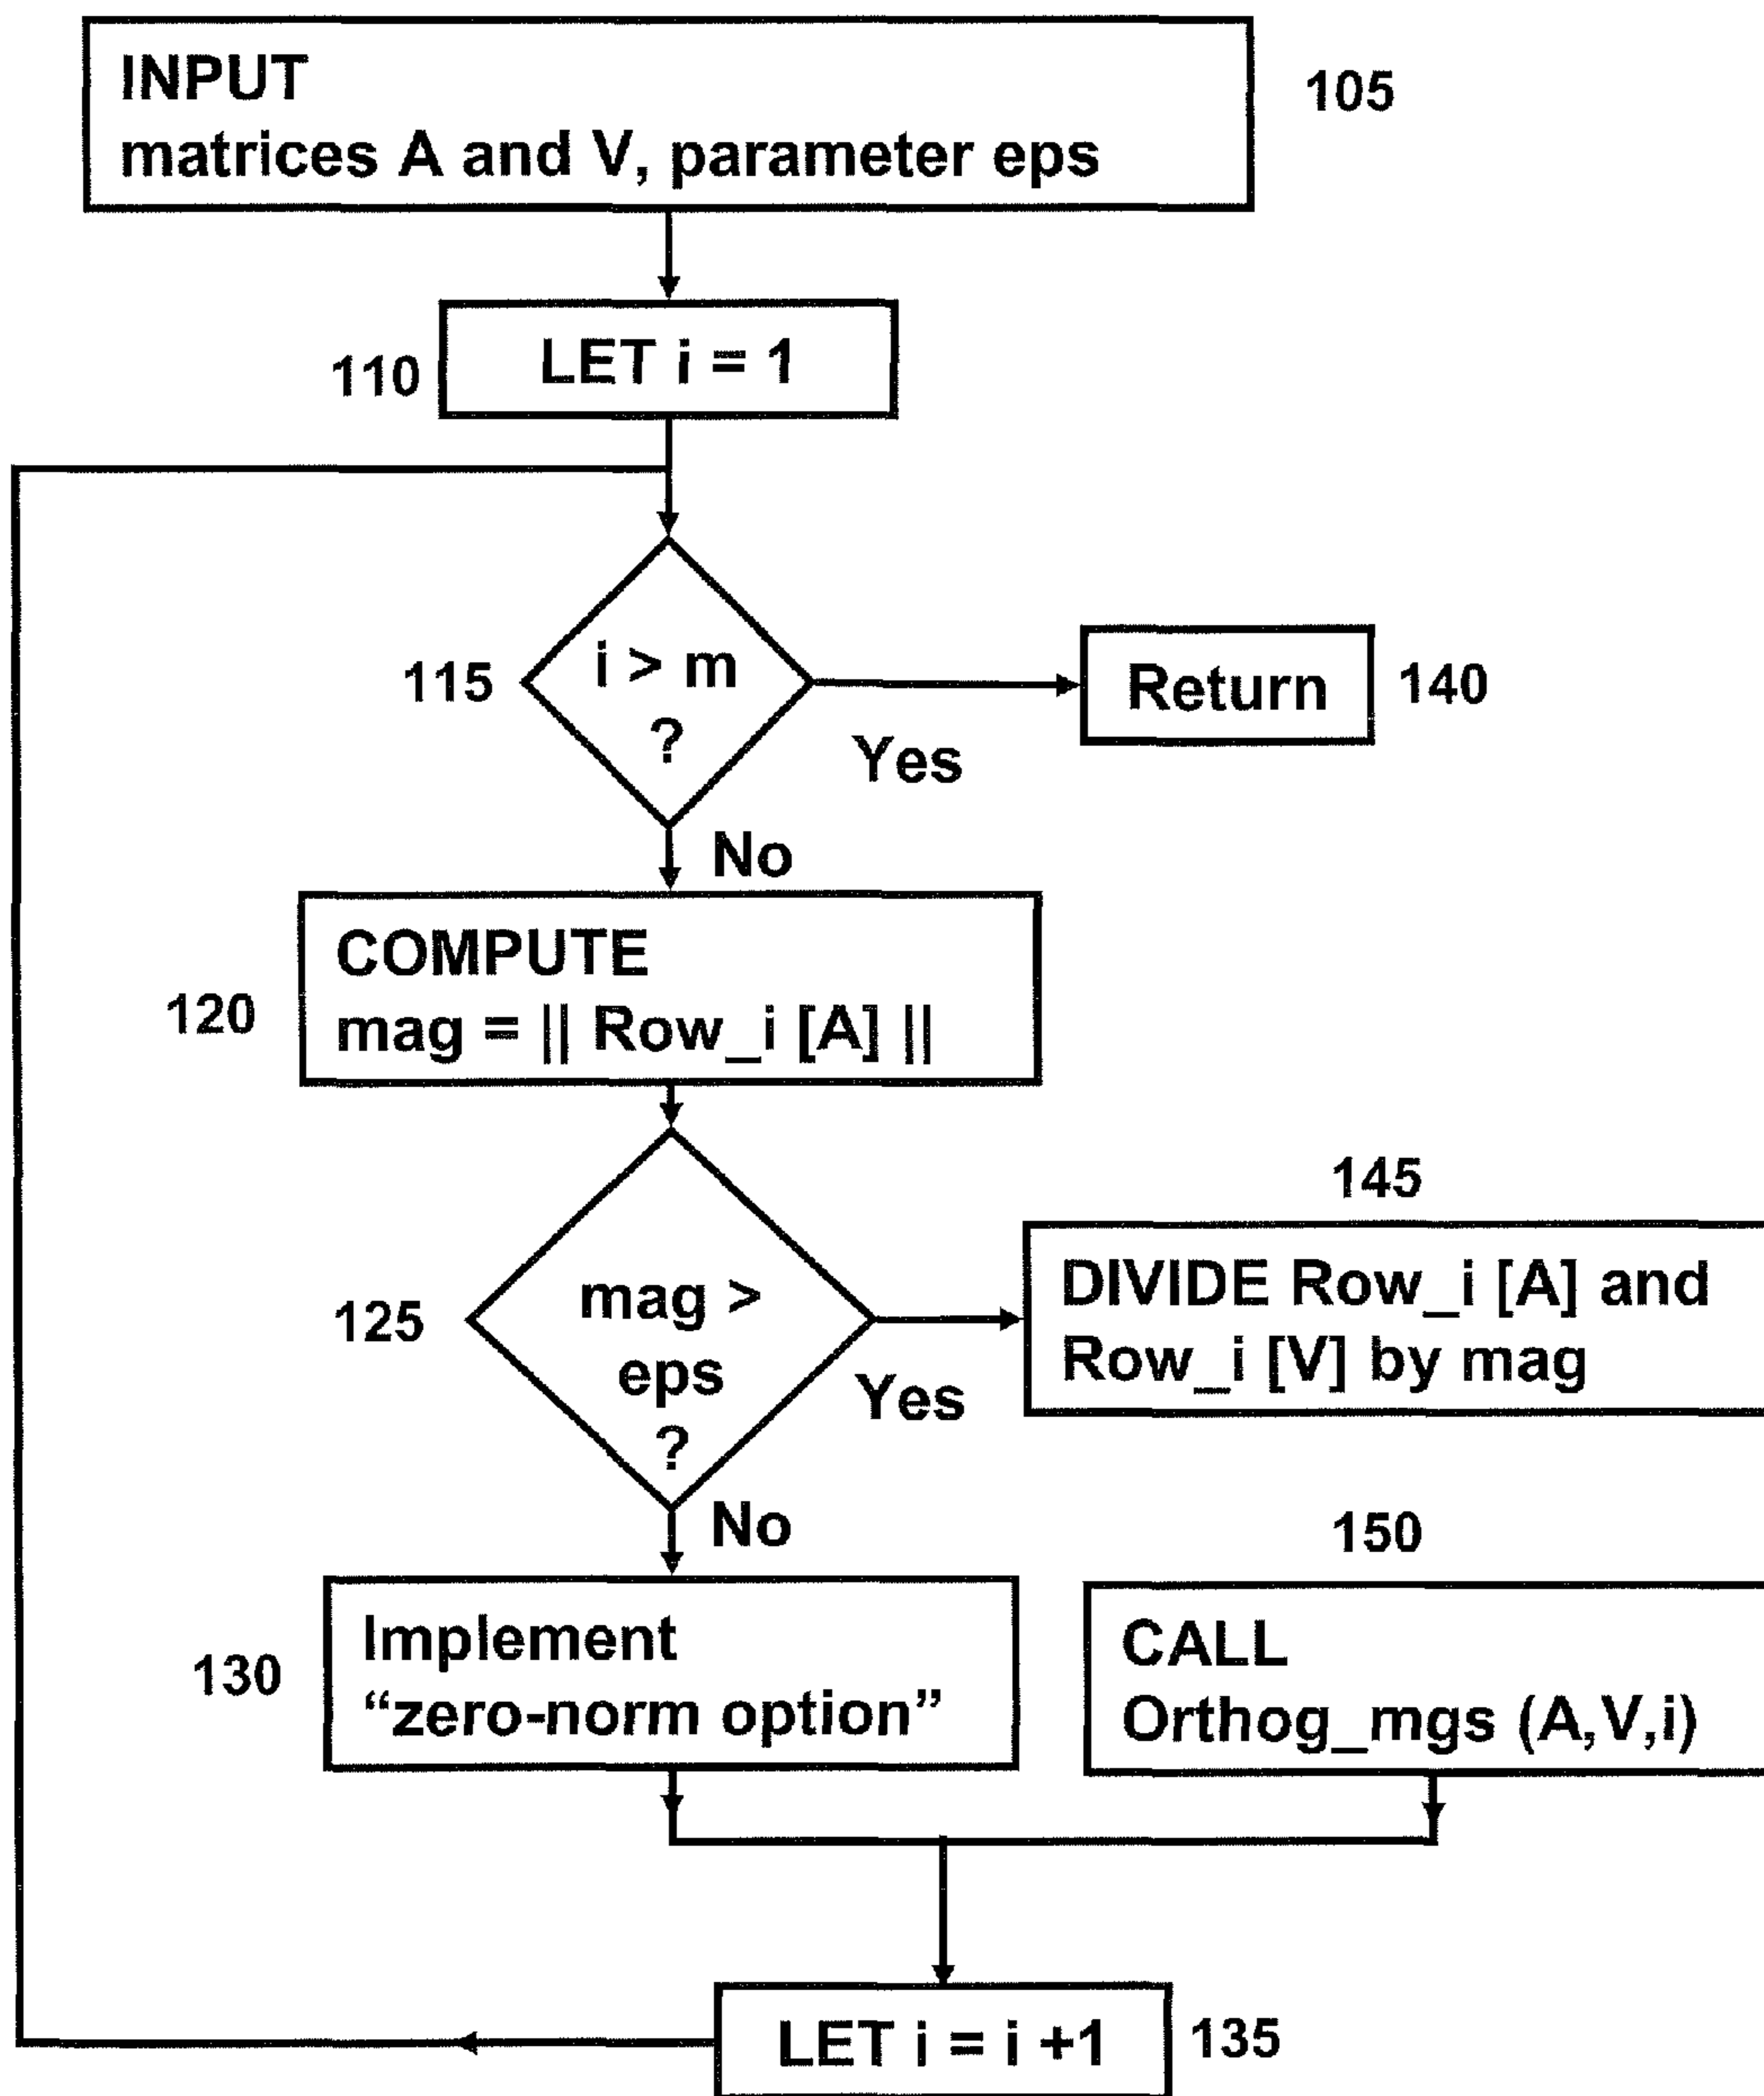 INPUT
matrices A and V, parameter eps
105
LET i = 1
110
i > m
?
115
Yes
Return
140
No
COMPUTE
mag = || Row_i [A] ||
120
mag >
eps
?
125
Yes
145
DIVIDE Row_i [A] and
Row_i [V] by mag
No
150
Implement
“zero-norm option”
130
CALL
Orthog_mgs (A,V,i)
LET i = i +1
135